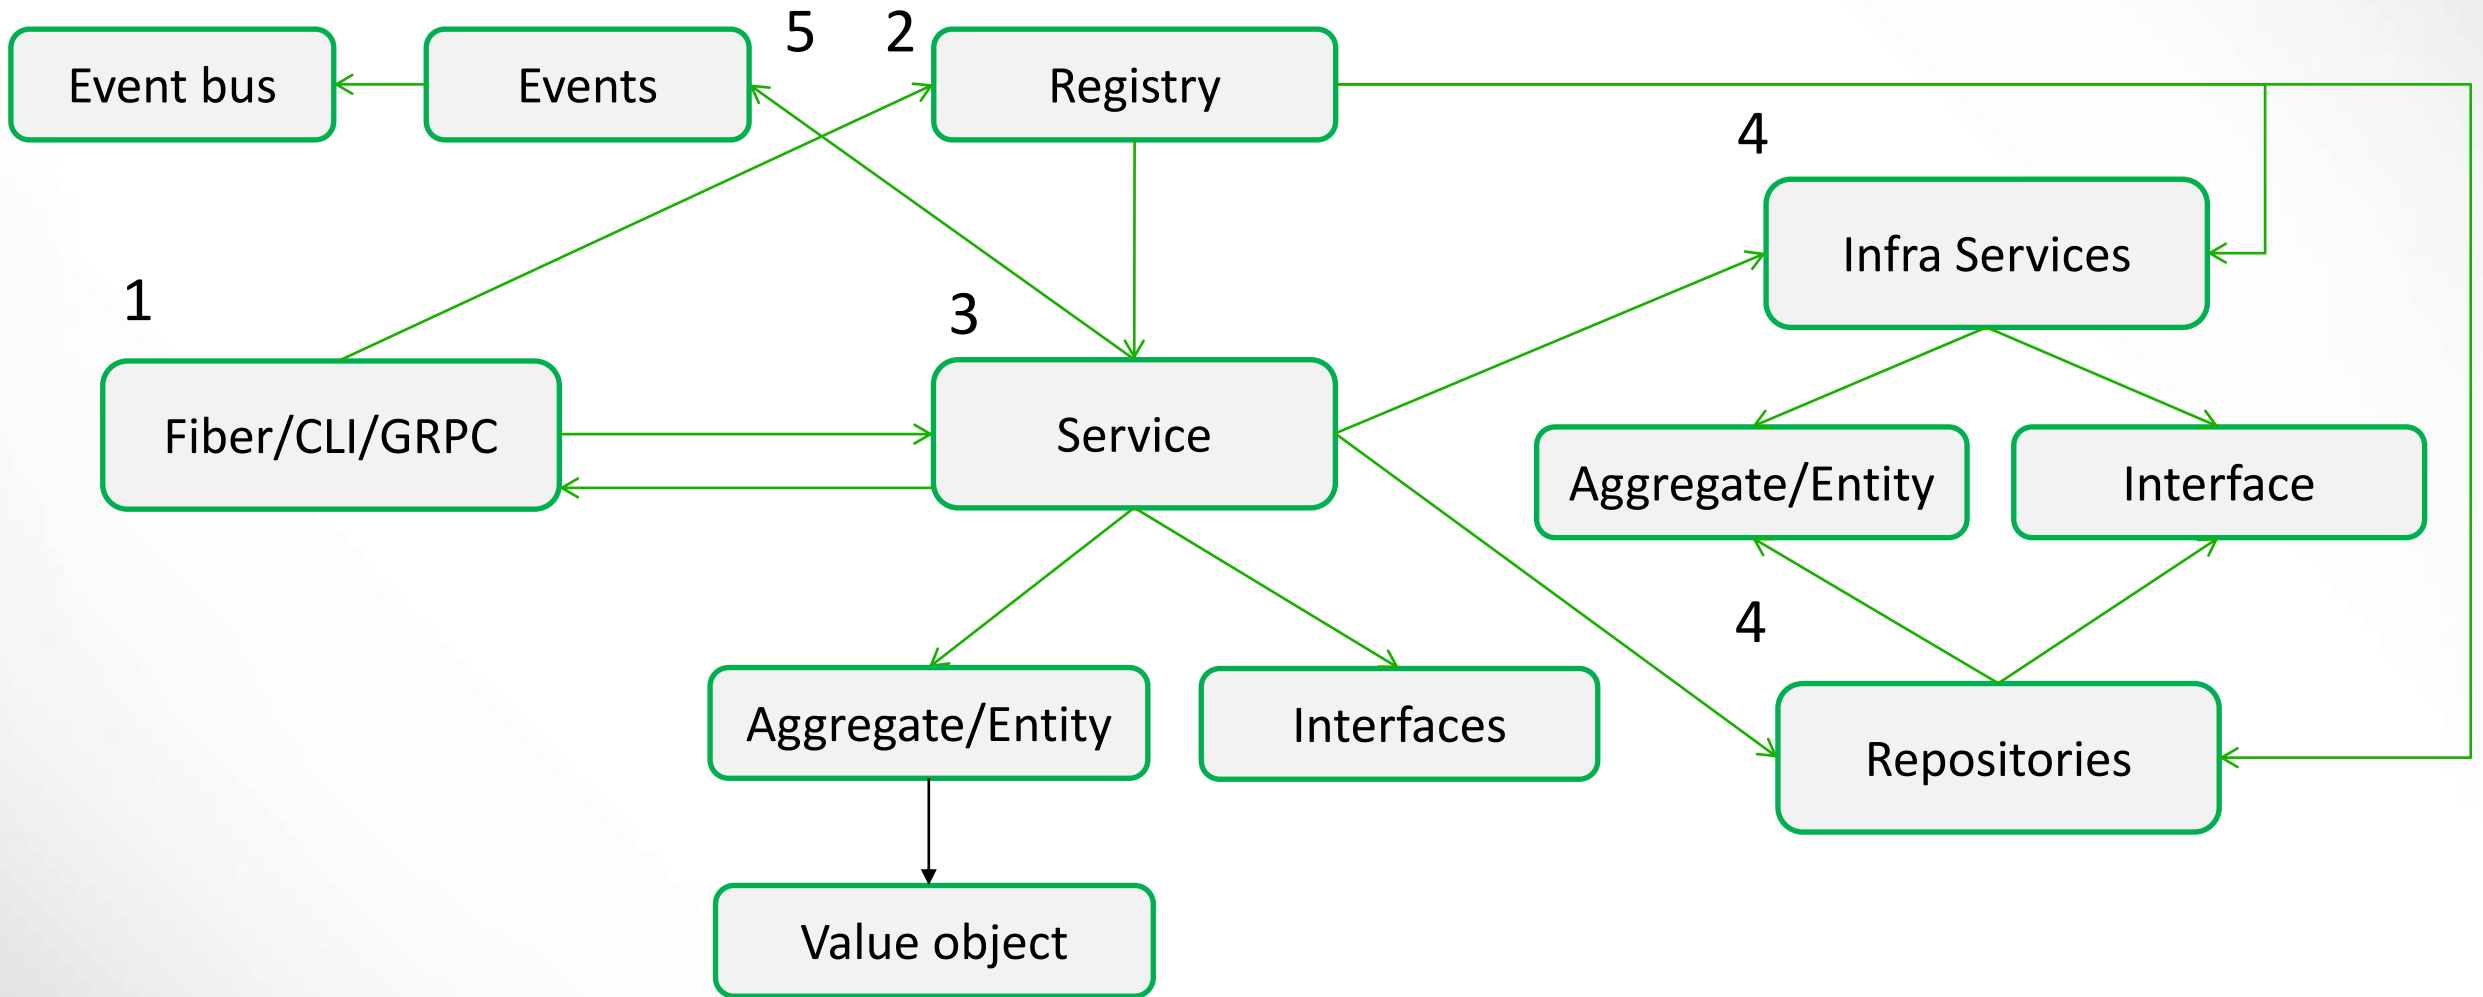 5
2
Event bus
Events
Registry
4
Infra Services
1
3
Fiber/CLI/GRPC
Service
Aggregate/Entity
Interface
4
Aggregate/Entity
Interfaces
Repositories
Value object